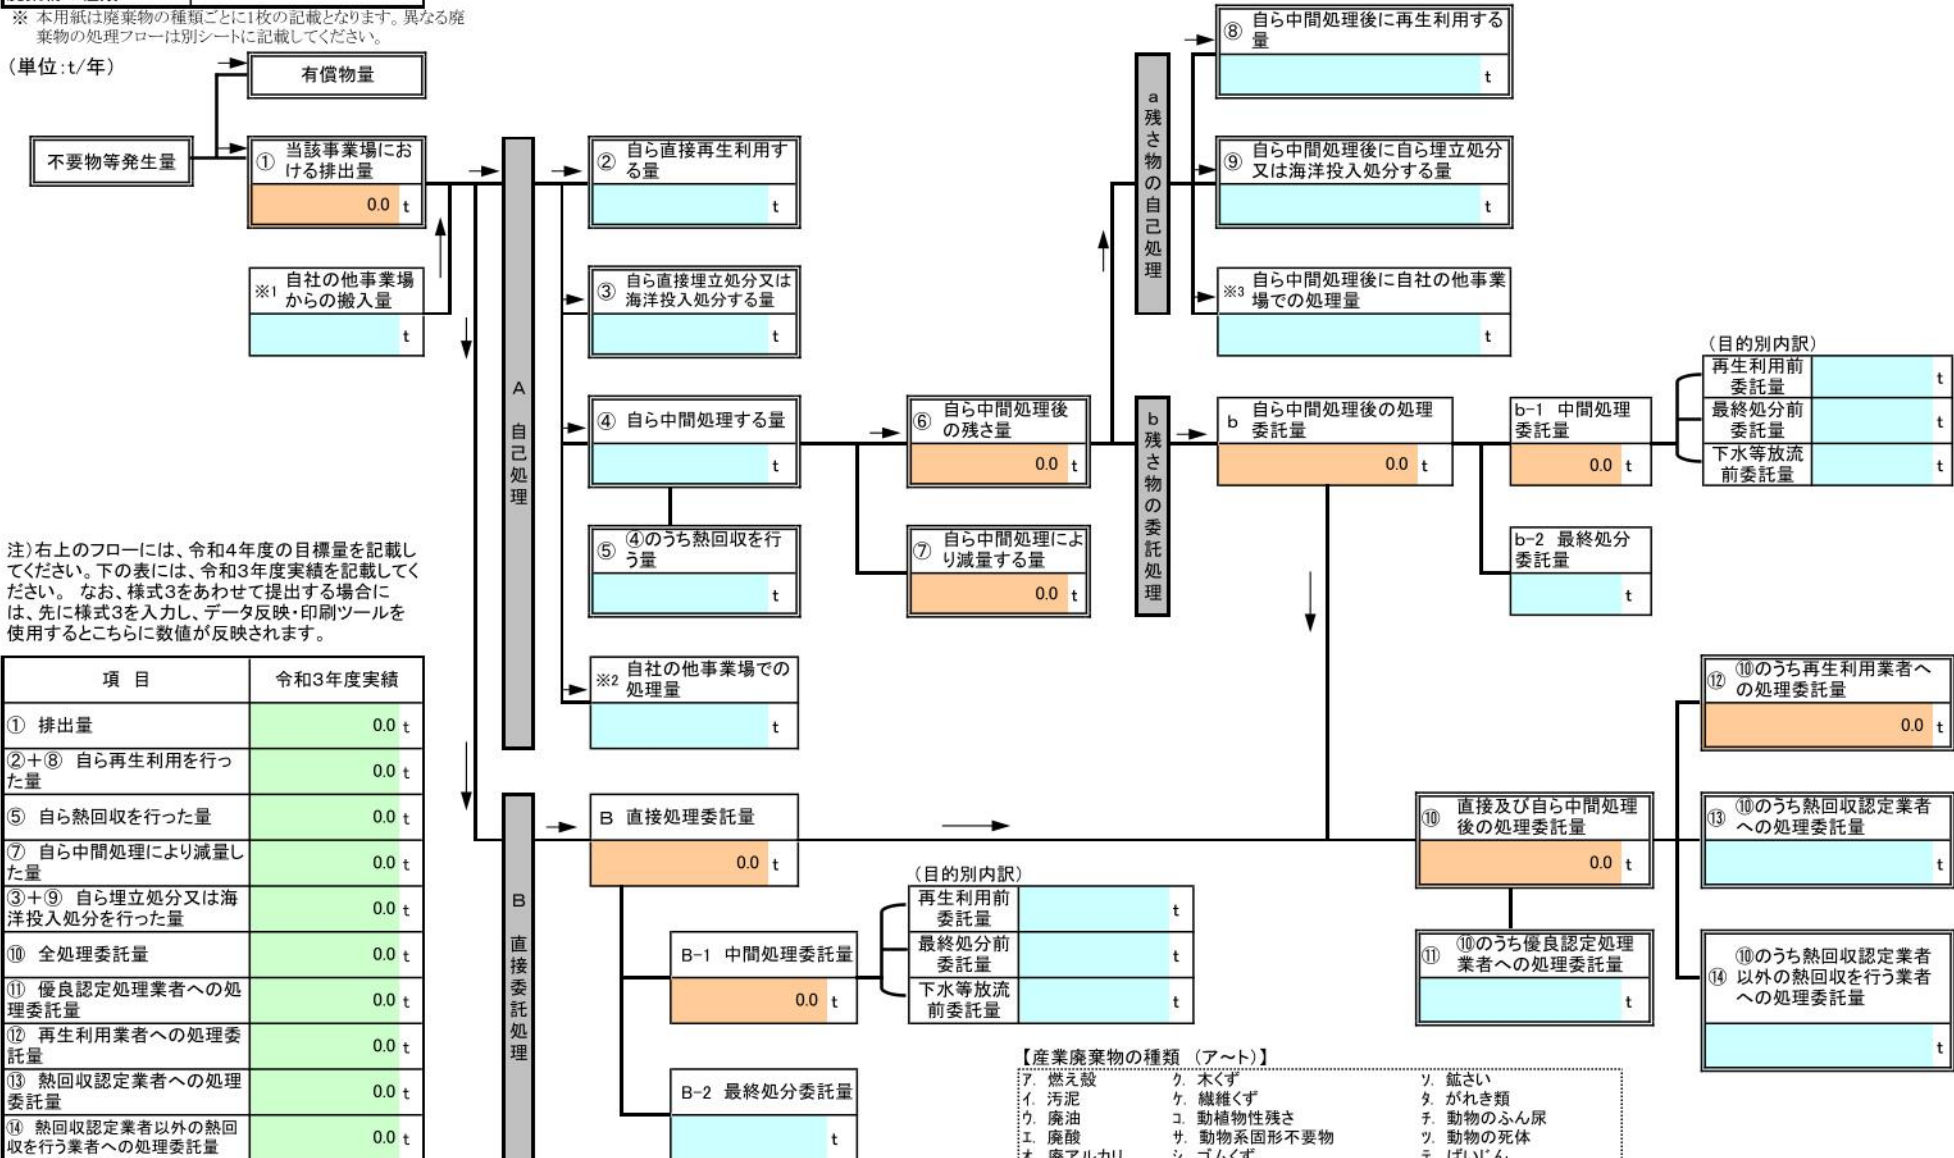 ※ 本用紙は廃棄物の種類ごとに1枚の記載となります。異なる廃
棄物の処理フローは別シートに記載してください。
(単位:t/年)
有償物量
不要物等発生量
① 当該事業場にお
ける排出量
0.0 t
※1 自社の他事業場
からの搬入量
t
A 自己処理
② 自ら直接再生利用す
る量
t
③ 自ら直接埋立処分又は
海洋投入処分する量
t
④ 自ら中間処理する量
t
⑤ ④のうち熱回収を行
う量
t
※2 自社の他事業場での
処理量
t
⑥ 自ら中間処理後
の残さ量
0.0 t
⑦ 自ら中間処理によ
り減量する量
0.0 t
a残さ物の自己処理
⑧ 自ら中間処理後に再生利用する
量
t
⑨ 自ら中間処理後に自ら埋立処分
又は海洋投入処分する量
t
※3 自ら中間処理後に自社の他事業
場での処理量
t
b残さ物の委託処理
b 自ら中間処理後の処理
委託量
0.0 t
b-1 中間処理
委託量
0.0 t
(目的別内訳)
再生利用前
委託量
t
最終処分前
委託量
t
下水等放流
前委託量
t
b-2 最終処分
委託量
t
注)右上のフローには、令和4年度の目標量を記載し
てください。下の表には、令和3年度実績を記載してく
ださい。 なお、様式3をあわせて提出する場合に
は、先に様式3を入力し、データ反映・印刷ツールを
使用するとこちらに数値が反映されます。
項 目 令和3年度実績
① 排出量 0.0 t
②+⑧ 自ら再生利用を行っ
た量 0.0 t
⑤ 自ら熱回収を行った量 0.0 t
⑦ 自ら中間処理により減量し
た量 0.0 t
③+⑨ 自ら埋立処分又は海
洋投入処分を行った量 0.0 t
⑩ 全処理委託量 0.0 t
⑪ 優良認定処理業者への処
理委託量 0.0 t
⑫ 再生利用業者への処理委
託量 0.0 t
⑬ 熱回収認定業者への処理
委託量 0.0 t
⑭ 熱回収認定業者以外の熱回
収を行う業者への処理委託量 0.0 t
B 直接委託処理
B 直接処理委託量
0.0 t
B-1 中間処理委託量
0.0 t
(目的別内訳)
再生利用前
委託量
t
最終処分前
委託量
t
下水等放流
前委託量
t
B-2 最終処分委託量
t
⑩ 直接及び自ら中間処理
後の処理委託量
0.0 t
⑪ ⑩のうち優良認定処理
業者への処理委託量
t
⑫ ⑩のうち再生利用業者へ
の処理委託量
0.0 t
⑬ ⑩のうち熱回収認定業者
への処理委託量
t
⑭ ⑩のうち熱回収認定業者
以外の熱回収を行う業者
への処理委託量
t
【産業廃棄物の種類 (ア~ト)】
ア. 燃え殻 ク. 木くず ソ. 鉱さい
イ. 汚泥 ケ. 繊維くず タ. がれき類
ウ. 廃油 コ. 動植物性残さ チ. 動物のふん尿
エ. 廃酸 サ. 動物系固形不要物 ツ. 動物の死体
オ. 廃アルカリ シ. ゴムくず テ. ばいじん